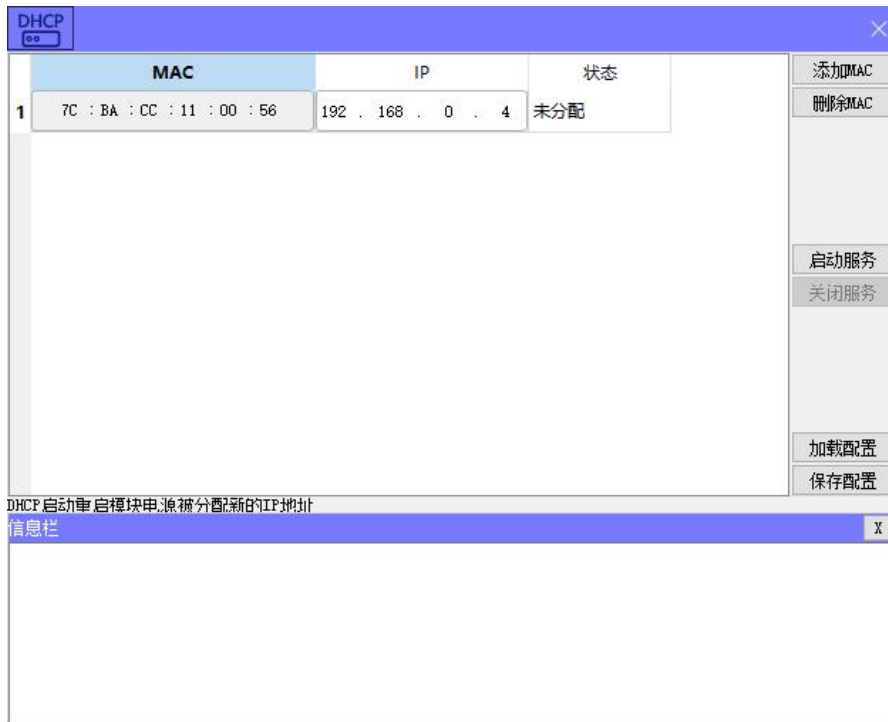 DHCP
MAC IP 状态
1 7C : BA : CC : 11 : 00 : 56 192 . 168 . 0 . 4 未分配
添加MAC
删除MAC
启动服务
关闭服务
加载配置
保存配置
DHCP启动重启模块电源被分配新的IP地址
信息栏 X